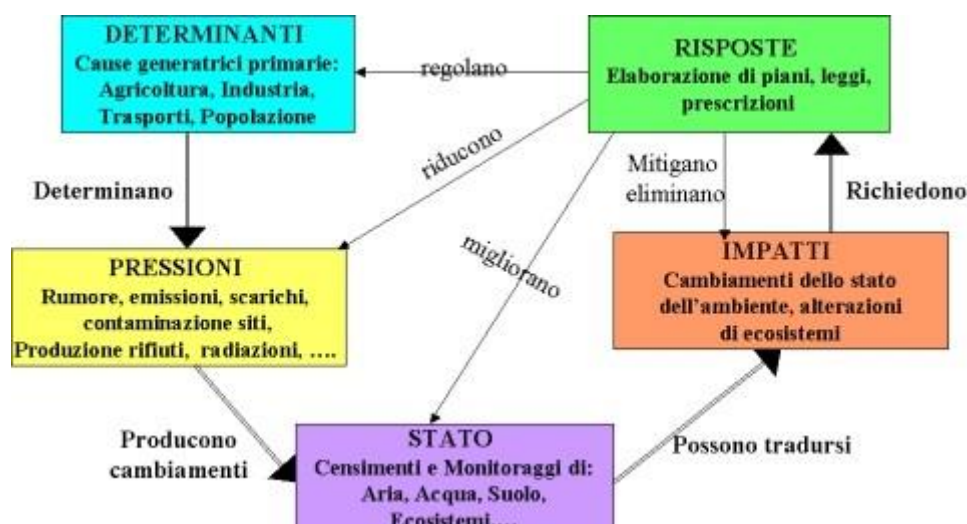 DETERMINANTI
Cause generatrici primarie:
Agricoltura, Industria,
Trasporti, Popolazione
regolano
RISPOSTE
Elaborazione di piani, leggi,
prescrizioni
Determinano
riducono
Mitigano
eliminano
Richiedono
PRESSIONI
Rumore, emissioni, scarichi,
contaminazione siti,
Produzione rifiuti, radiazioni, ….
migliorano
IMPATTI
Cambiamenti dello stato
dell’ambiente, alterazioni
di ecosistemi
Producono
cambiamenti
STATO
Censimenti e Monitoraggi di:
Aria, Acqua, Suolo,
Ecosistemi….
Possono tradursi